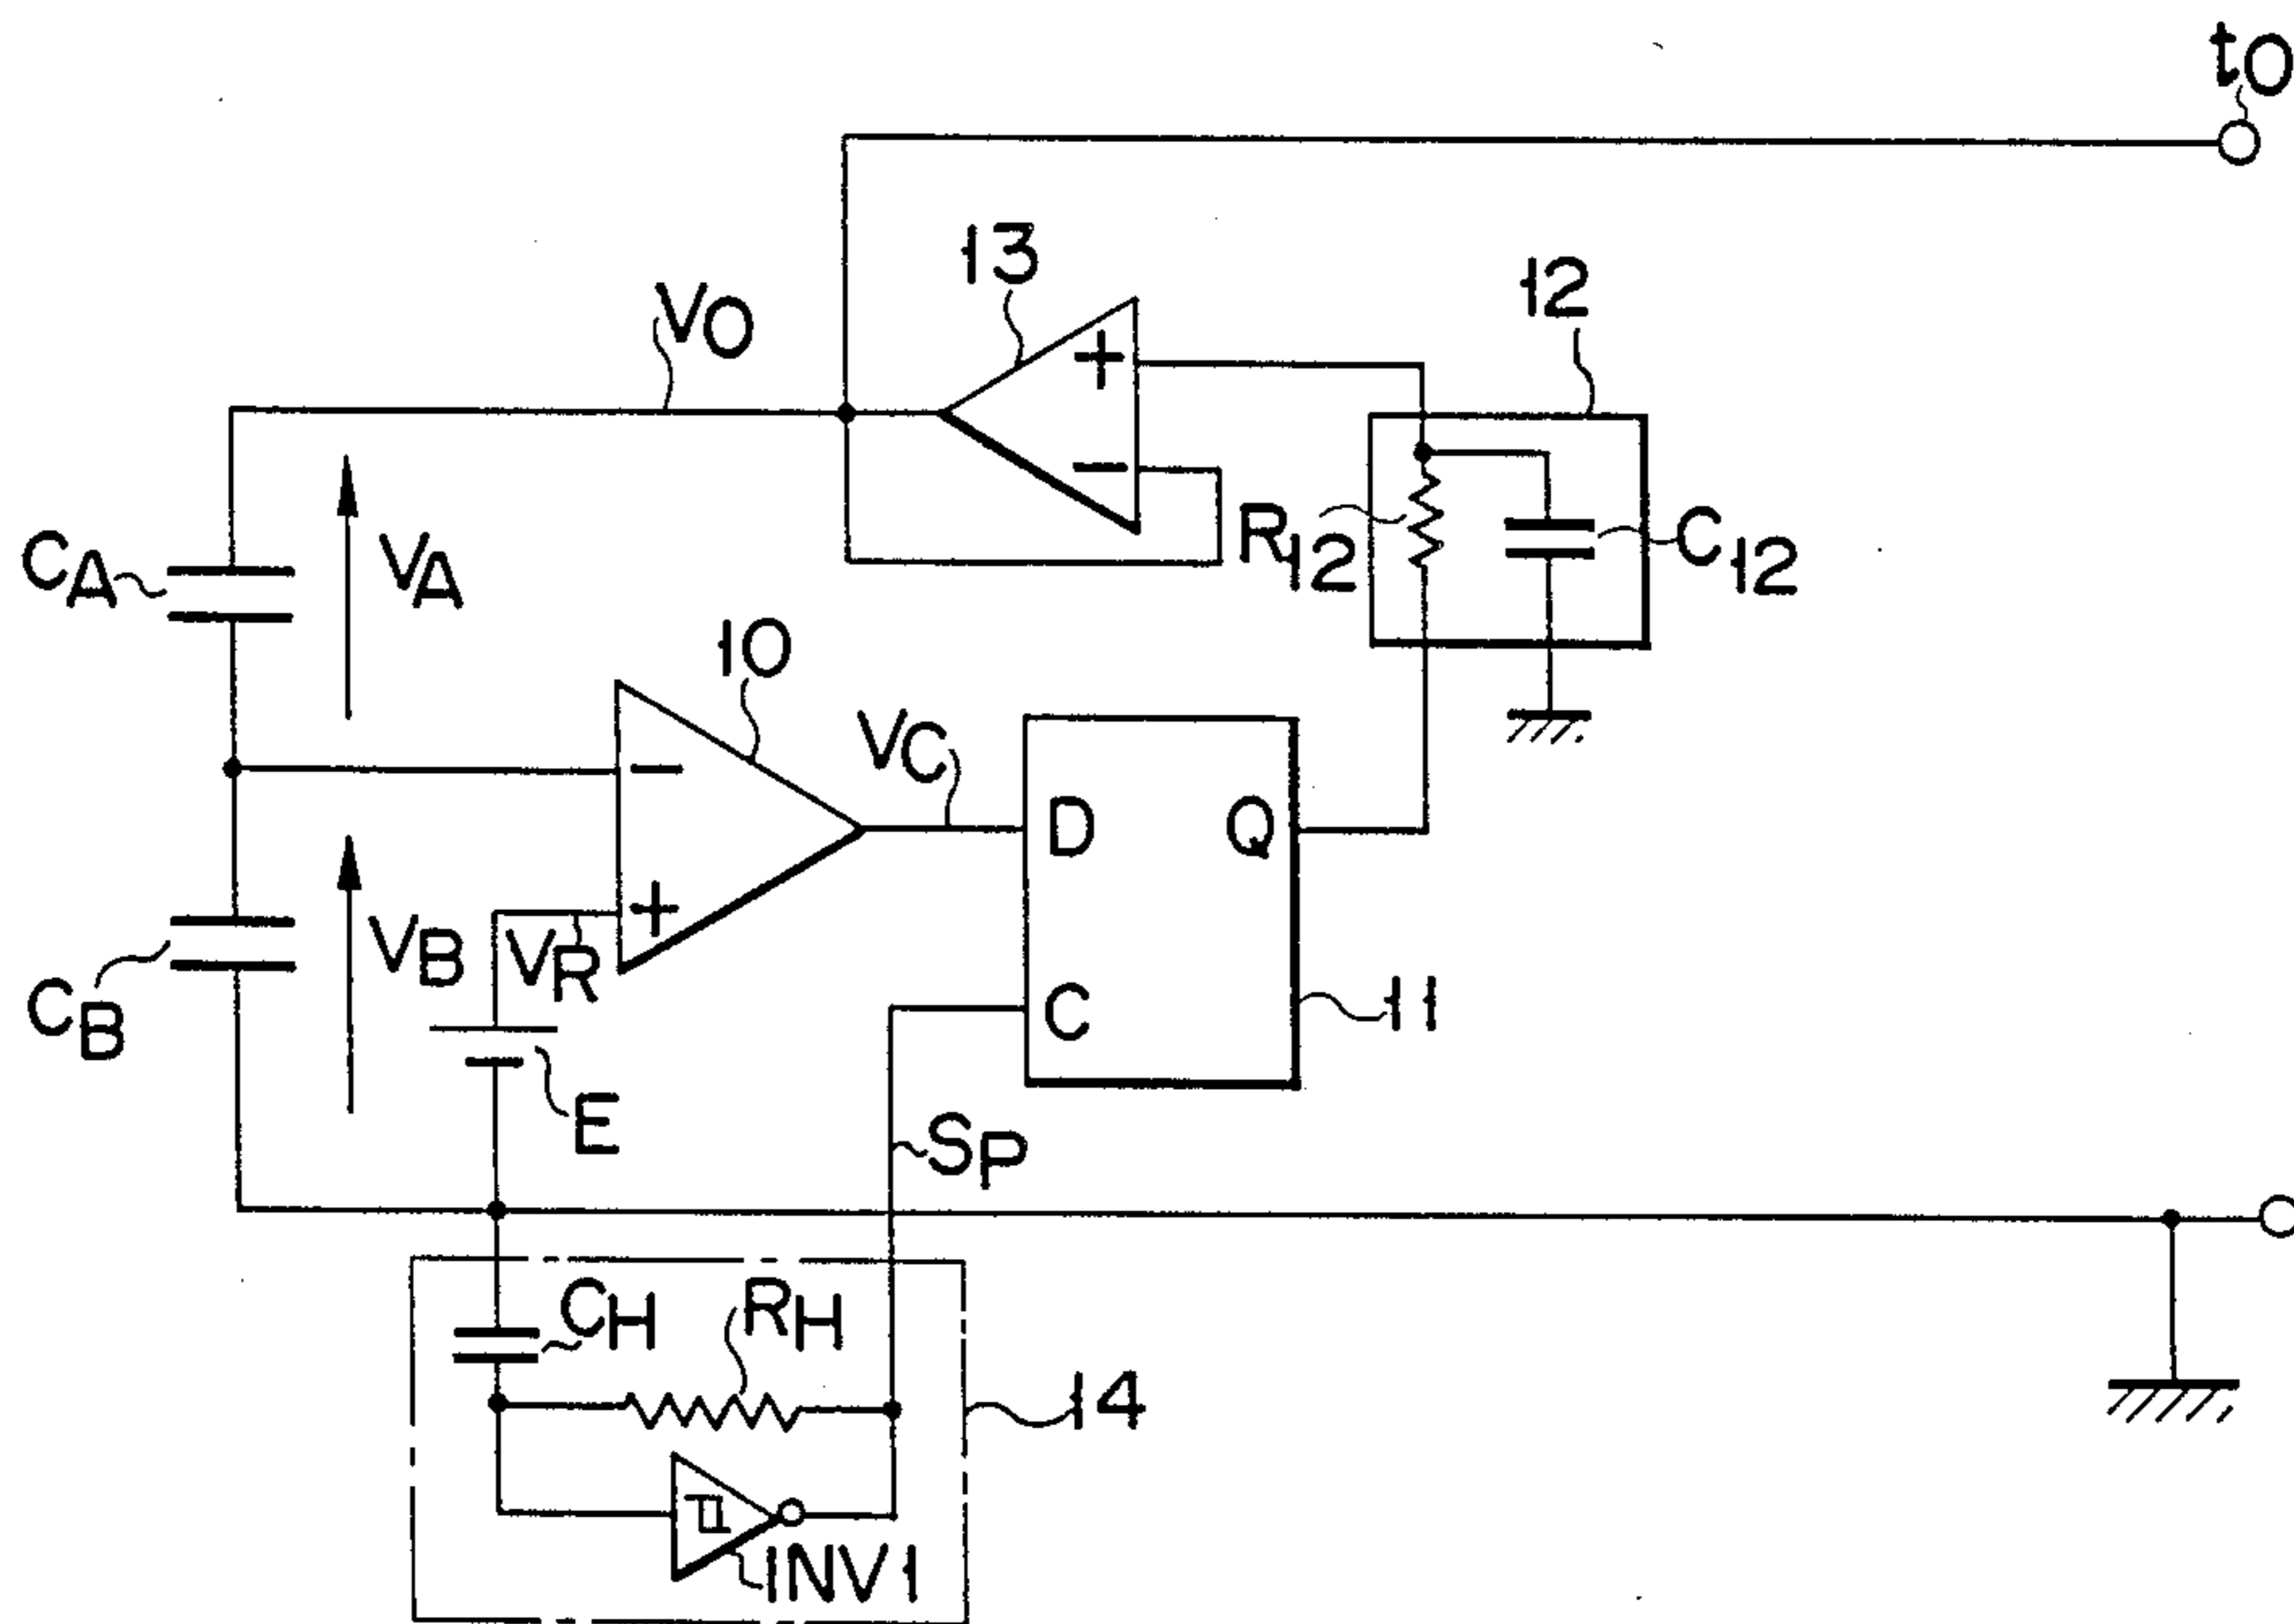 tO
13
12
VO
R12
C12
CA
VA
10
VC
D
Q
CB
VB
VR
+
−
+
−
C
11
E
SP
CH
RH
14
INV1